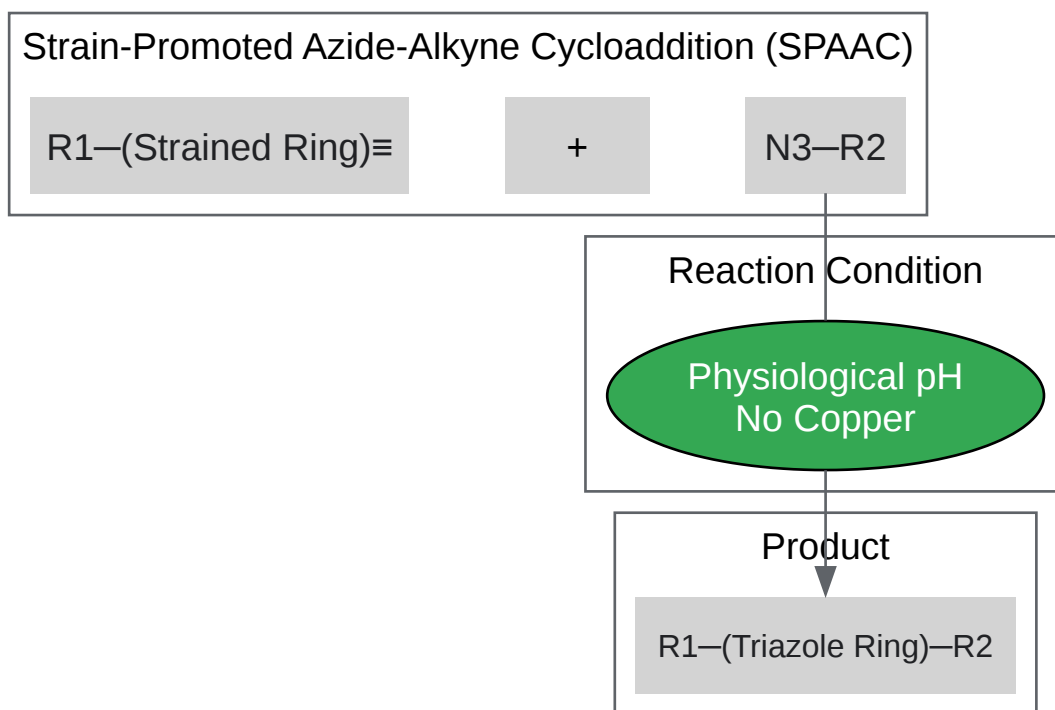 Strain-Promoted Azide-Alkyne Cycloaddition (SPAAC)
R1─(Strained Ring)≡
+
N3─R2
Reaction Condition
Physiological pH
No Copper
Product
R1─(Triazole Ring)─R2